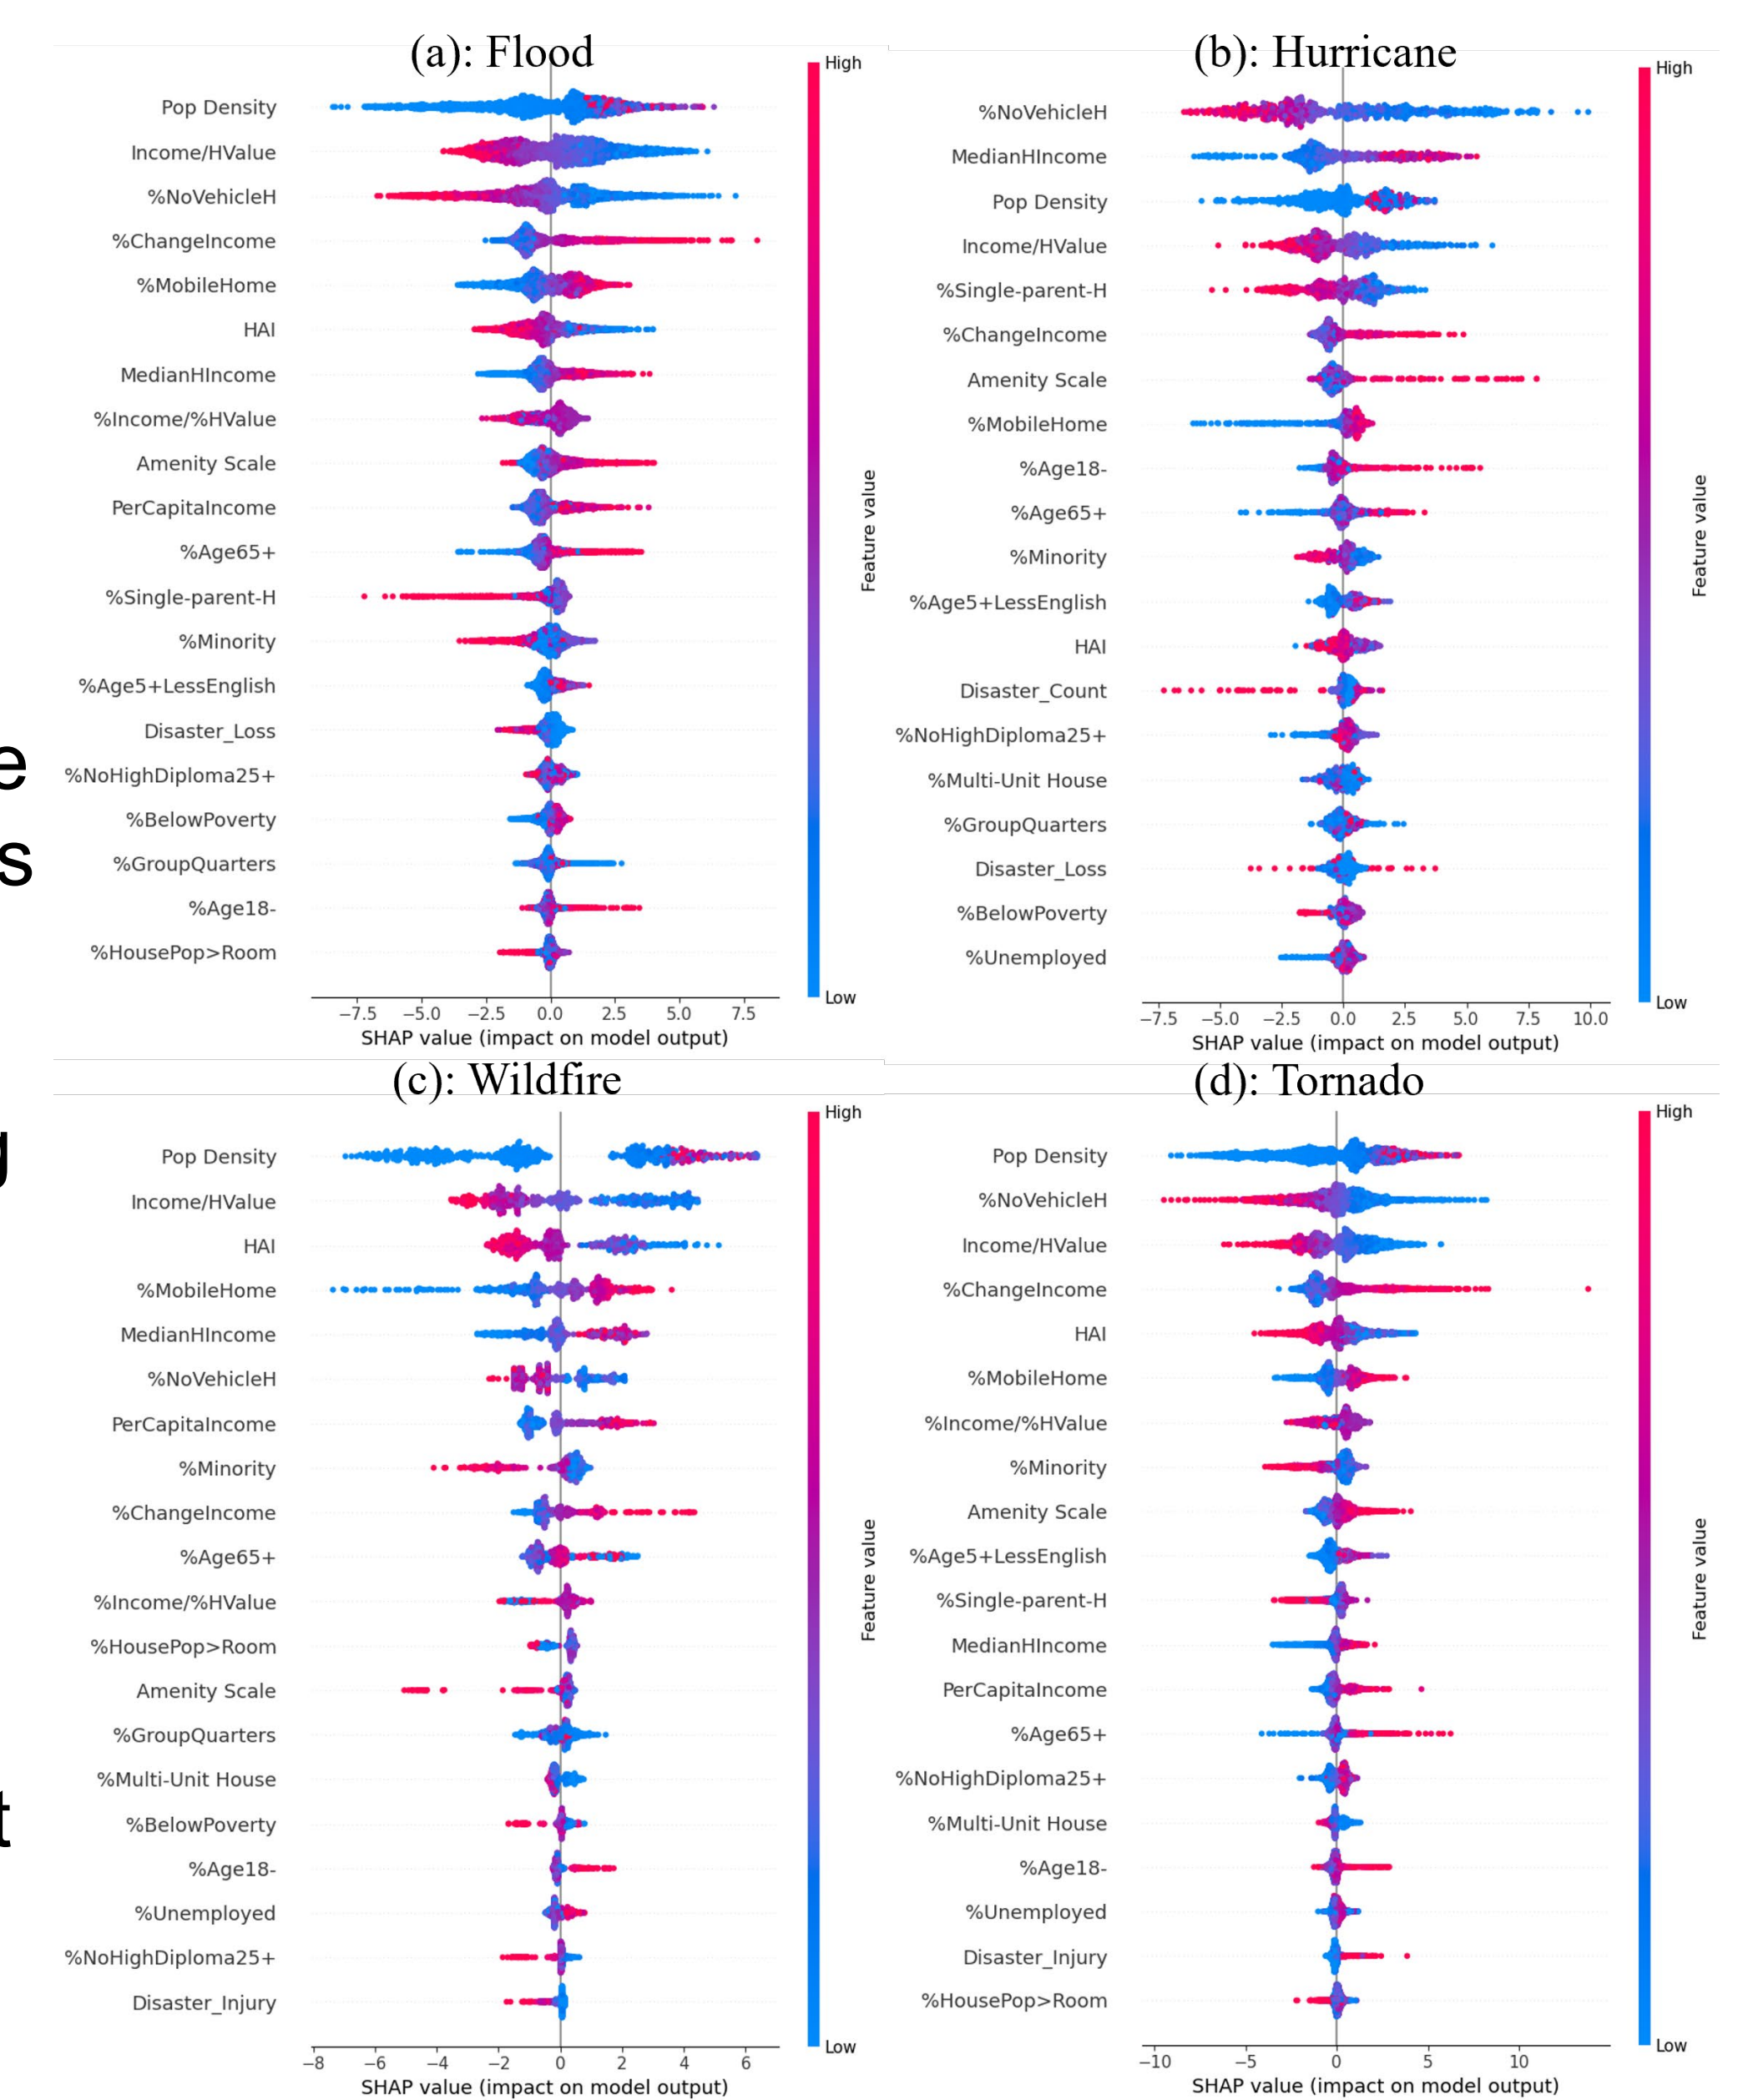 (a): Flood
High
Pop Density
Income/HValue
%NoVehicleH
%ChangeIncome
%MobileHome
HAI
MedianHIncome
%Income/%HValue
Amenity Scale
PerCapitaIncome
%Age65+
%Single-parent-H
%Minority
%Age5+LessEnglish
Disaster_Loss
%NoHighDiploma25+
%BelowPoverty
%GroupQuarters
%Age18-
%HousePop>Room
Feature value
Low
−7.5 −5.0 −2.5 0.0 2.5 5.0 7.5
SHAP value (impact on model output)
(b): Hurricane
High
%NoVehicleH
MedianHIncome
Pop Density
Income/HValue
%Single-parent-H
%ChangeIncome
Amenity Scale
%MobileHome
%Age18-
%Age65+
%Minority
%Age5+LessEnglish
HAI
Disaster_Count
%NoHighDiploma25+
%Multi-Unit House
%GroupQuarters
Disaster_Loss
%BelowPoverty
%Unemployed
Feature value
Low
−7.5 −5.0 −2.5 0.0 2.5 5.0 7.5 10.0
SHAP value (impact on model output)
(c): Wildfire
High
Pop Density
Income/HValue
HAI
%MobileHome
MedianHIncome
%NoVehicleH
PerCapitaIncome
%Minority
%ChangeIncome
%Age65+
%Income/%HValue
%HousePop>Room
Amenity Scale
%GroupQuarters
%Multi-Unit House
%BelowPoverty
%Age18-
%Unemployed
%NoHighDiploma25+
Disaster_Injury
Feature value
Low
−8 −6 −4 −2 0 2 4 6
SHAP value (impact on model output)
(d): Tornado
High
Pop Density
%NoVehicleH
Income/HValue
%ChangeIncome
HAI
%MobileHome
%Income/%HValue
%Minority
Amenity Scale
%Age5+LessEnglish
%Single-parent-H
MedianHIncome
PerCapitaIncome
%Age65+
%NoHighDiploma25+
%Multi-Unit House
%Age18-
%Unemployed
Disaster_Injury
%HousePop>Room
Feature value
Low
−10 −5 0 5 10
SHAP value (impact on model output)